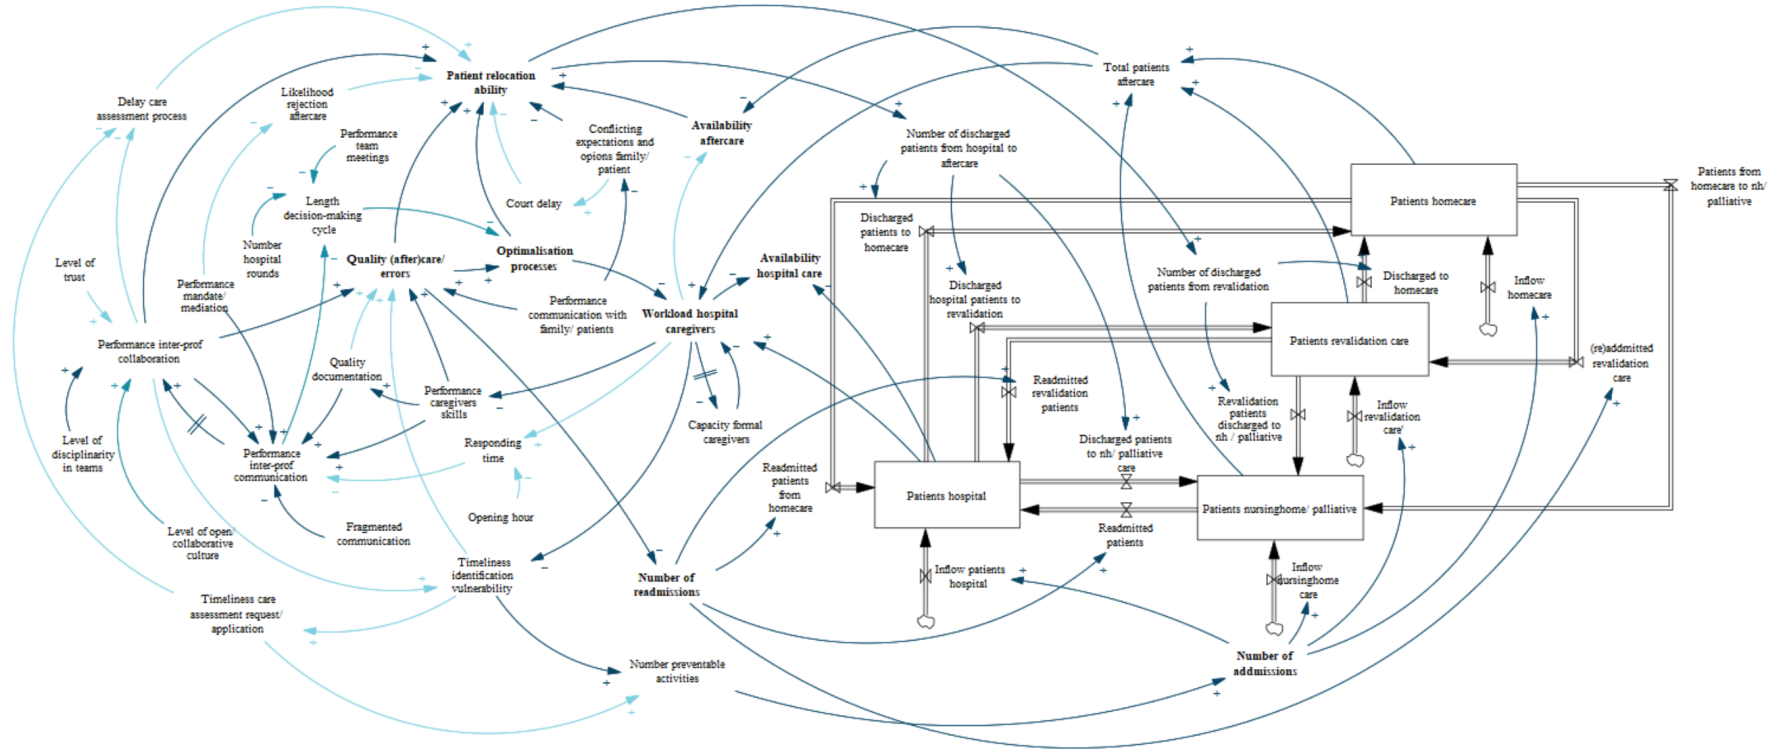 Patient relocation
ability
Total patients
aftercare
Delay care
assessment process
Likelihood
rejection
aftercare
Performance
team
meetings
Conflicting
expectations and
opions family/
patient
Availability
aftercare
Number of discharged
patients from hospital to
aftercare
Patients from
homecare to nh/
palliative
Patients homecare
Length
decision-making
cycle
Court delay
Discharged
patients to
homecare
Number
hospital
rounds
Quality (after)care/
errors
Optimalisation
processes
Availability
hospital care
Level of
trust
Performance
mandate/
mediation
Performance
communication with
family/ patients
Workload hospital
caregivers
Discharged
hospital patients to
revalidation
Number of discharged
patients from revalidation
Discharged to
homecare
Inflow
homecare
Performance inter-prof
collaboration
Patients revalidation care
(re)addmitted
revalidation
care
Quality
documentation
Performance
caregivers
skills
Readmitted
revalidation
patients
Revalidation
patients
discharged to
nh / palliative
Inflow
revalidation
care'
Capacity formal
caregivers
Level of
disciplinarity
in teams
Performance
inter-prof
communication
Responding
time
Discharged patients
to nh/ palliative
care
Readmitted
patients
from
homecare
Patients hospital
Patients nursinghome/ palliative
Opening hour
Level of open/
collaborative
culture
Fragmented
communication
Readmitted
patients
Timeliness
identification
vulnerability
Number of
readmissions
Inflow patients
hospital
Inflow
nursinghome
care
Timeliness care
assessment request/
application
Number preventable
activities
Number of
addmissions